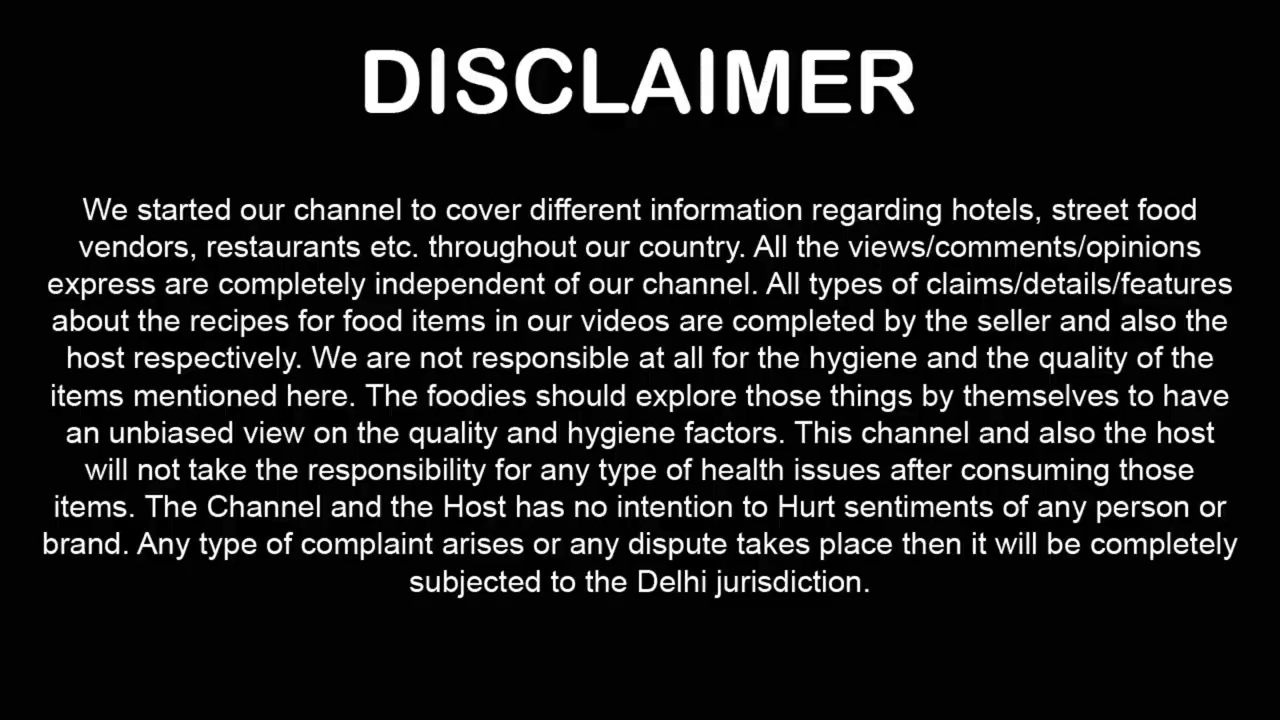 DISCLAIMER
We started our channel to cover different information regarding hotels, street food
vendors, restaurants etc. throughout our country. All the views/comments/opinions
express are completely independent of our channel. All types of claims/details/features
about the recipes for food items in our videos are completed by the seller and also the
host respectively. We are not responsible at all for the hygiene and the quality of the
items mentioned here. The foodies should explore those things by themselves to have
an unbiased view on the quality and hygiene factors. This channel and also the host
will not take the responsibility for any type of health issues after consuming those
items. The Channel and the Host has no intention to Hurt sentiments of any person or
brand. Any type of complaint arises or any dispute takes place then it will be completely
subjected to the Delhi jurisdiction.